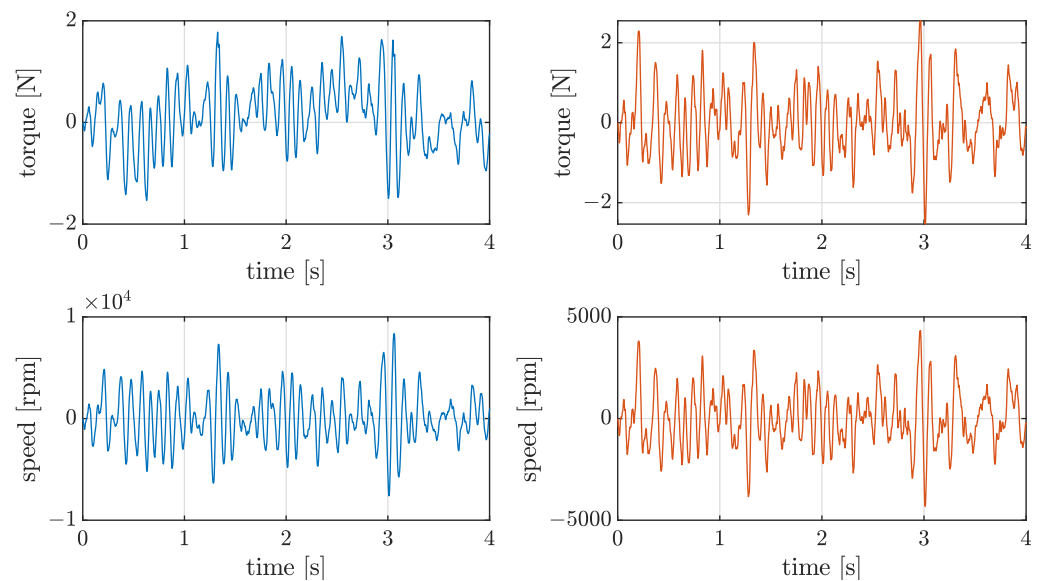 2
0
−2
torque [N]
0 1 2 3 4
time [s]
2
0
−2
torque [N]
0 1 2 3 4
time [s]
×10⁴
1
0
−1
speed [rpm]
0 1 2 3 4
time [s]
5000
0
−5000
speed [rpm]
0 1 2 3 4
time [s]